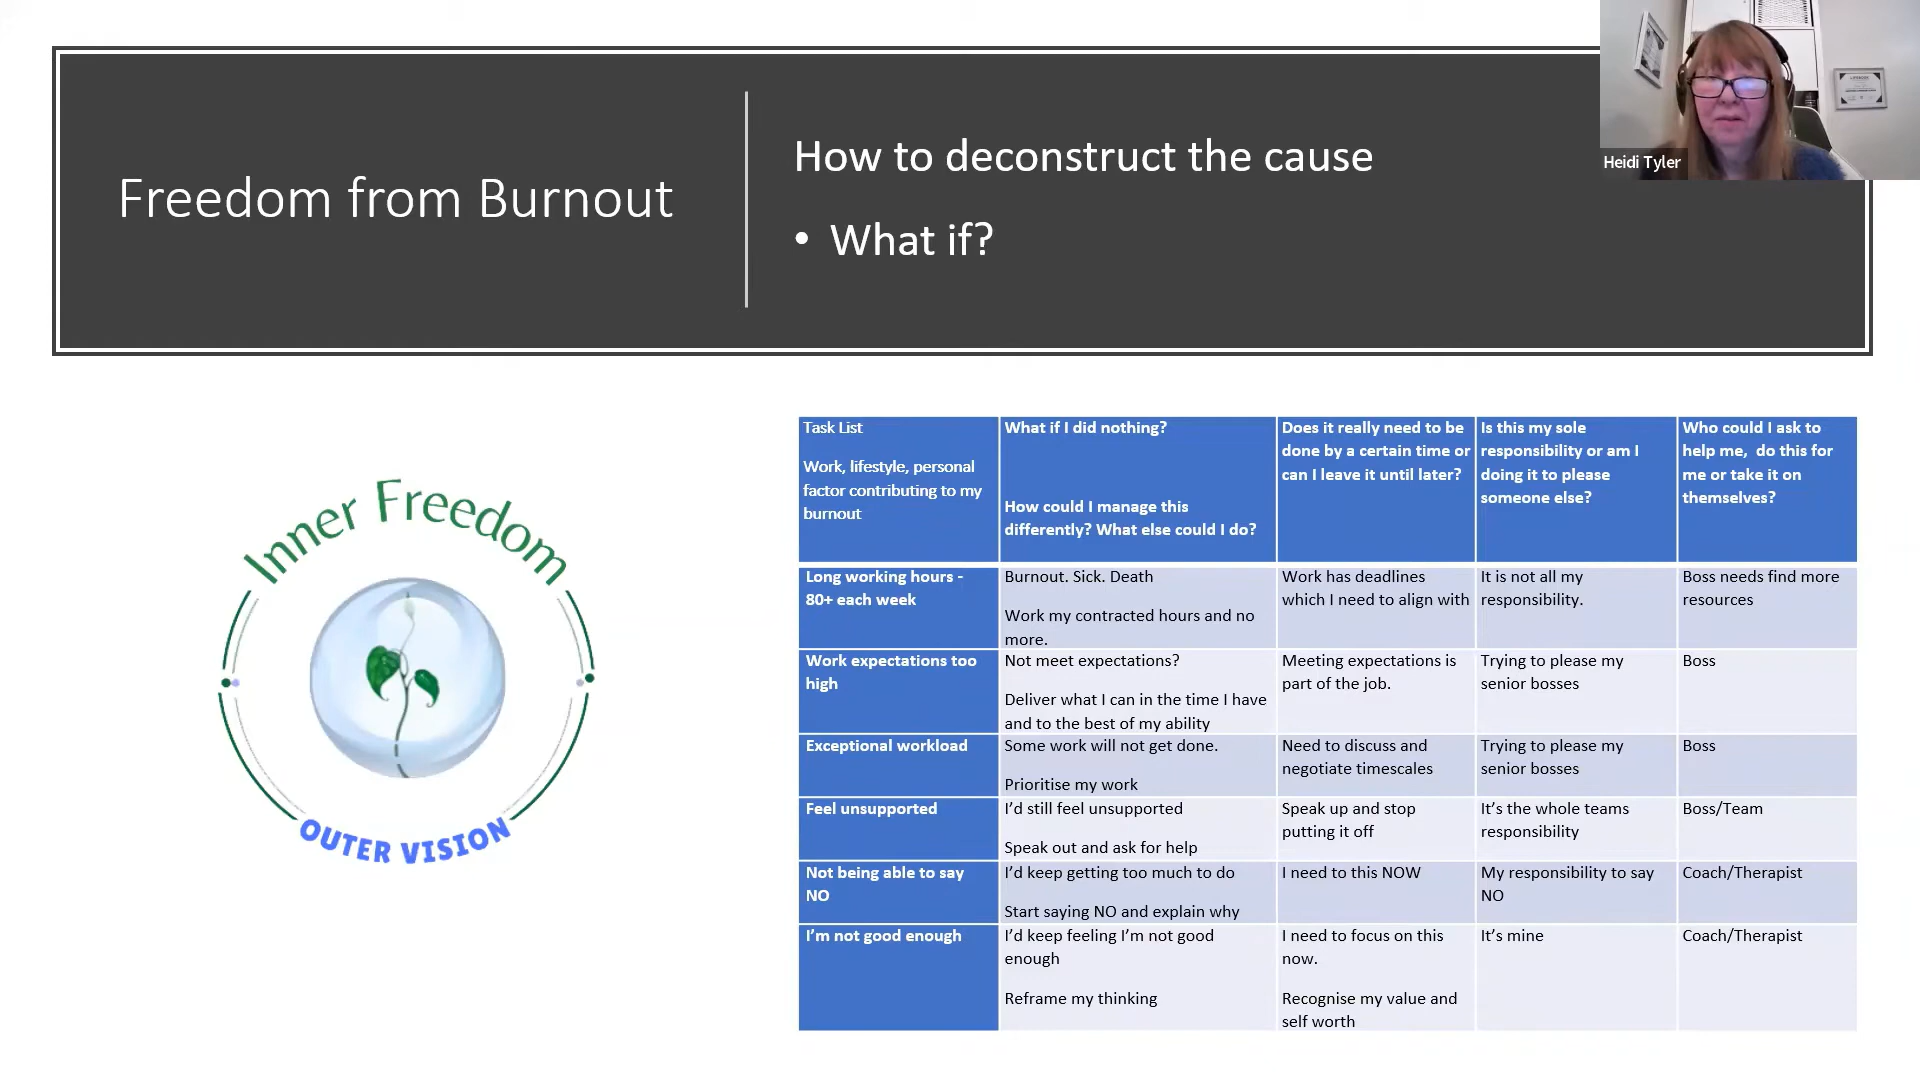 Freedom from Burnout
How to deconstruct the cause
• What if?
Heidi Tyler
Inner Freedom
OUTER VISION
Task List
Work, lifestyle, personal
factor contributing to my
burnout
What if I did nothing?
How could I manage this
differently? What else could I do?
Does it really need to be
done by a certain time or
can I leave it until later?
Is this my sole
responsibility or am I
doing it to please
someone else?
Who could I ask to
help me, do this for
me or take it on
themselves?
Long working hours -
80+ each week
Burnout. Sick. Death
Work my contracted hours and no
more.
Work has deadlines
which I need to align with
It is not all my
responsibility.
Boss needs find more
resources
Work expectations too
high
Not meet expectations?
Deliver what I can in the time I have
and to the best of my ability
Meeting expectations is
part of the job.
Trying to please my
senior bosses
Boss
Exceptional workload
Some work will not get done.
Prioritise my work
Need to discuss and
negotiate timescales
Trying to please my
senior bosses
Boss
Feel unsupported
I'd still feel unsupported
Speak out and ask for help
Speak up and stop
putting it off
It's the whole teams
responsibility
Boss/Team
Not being able to say
NO
I'd keep getting too much to do
Start saying NO and explain why
I need to this NOW
My responsibility to say
NO
Coach/Therapist
I'm not good enough
I'd keep feeling I'm not good
enough
Reframe my thinking
I need to focus on this
now.
Recognise my value and
self worth
It's mine
Coach/Therapist